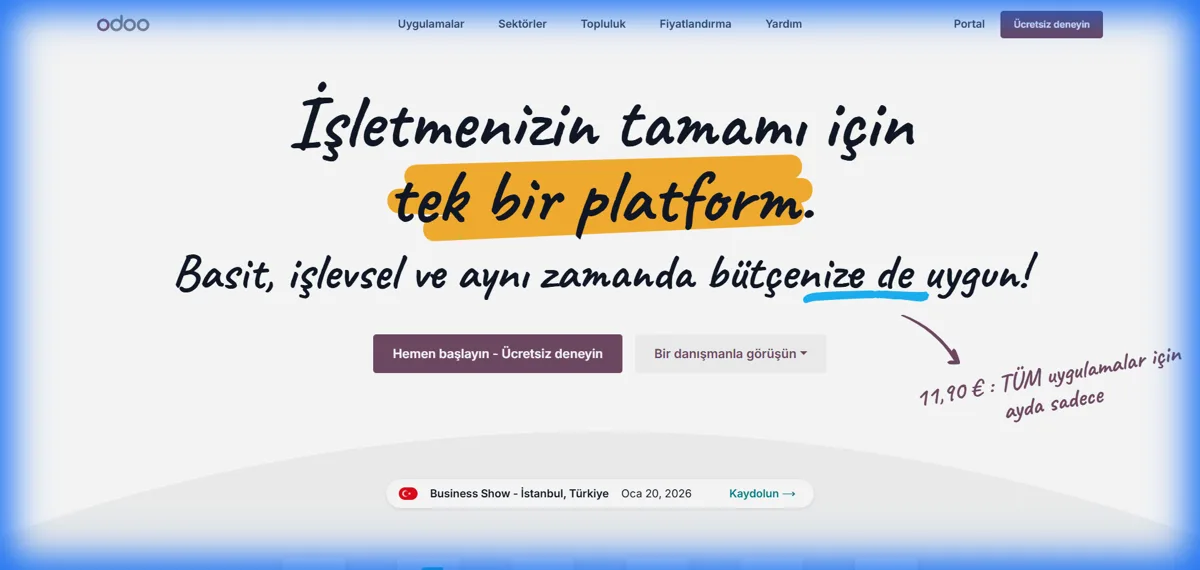 odoo
Uygulamalar Sektörler Topluluk Fiyatlandırma Yardım Portal Ücretsiz deneyin
İşletmenizin tamamı için
tek bir platform.
Basit, işlevsel ve aynı zamanda bütçenize de uygun!
Hemen başlayın - Ücretsiz deneyin
Bir danışmanla görüşün
11,90 € : TÜM uygulamalar için
ayda sadece
Business Show - İstanbul, Türkiye Oca 20, 2026 Kaydolun →